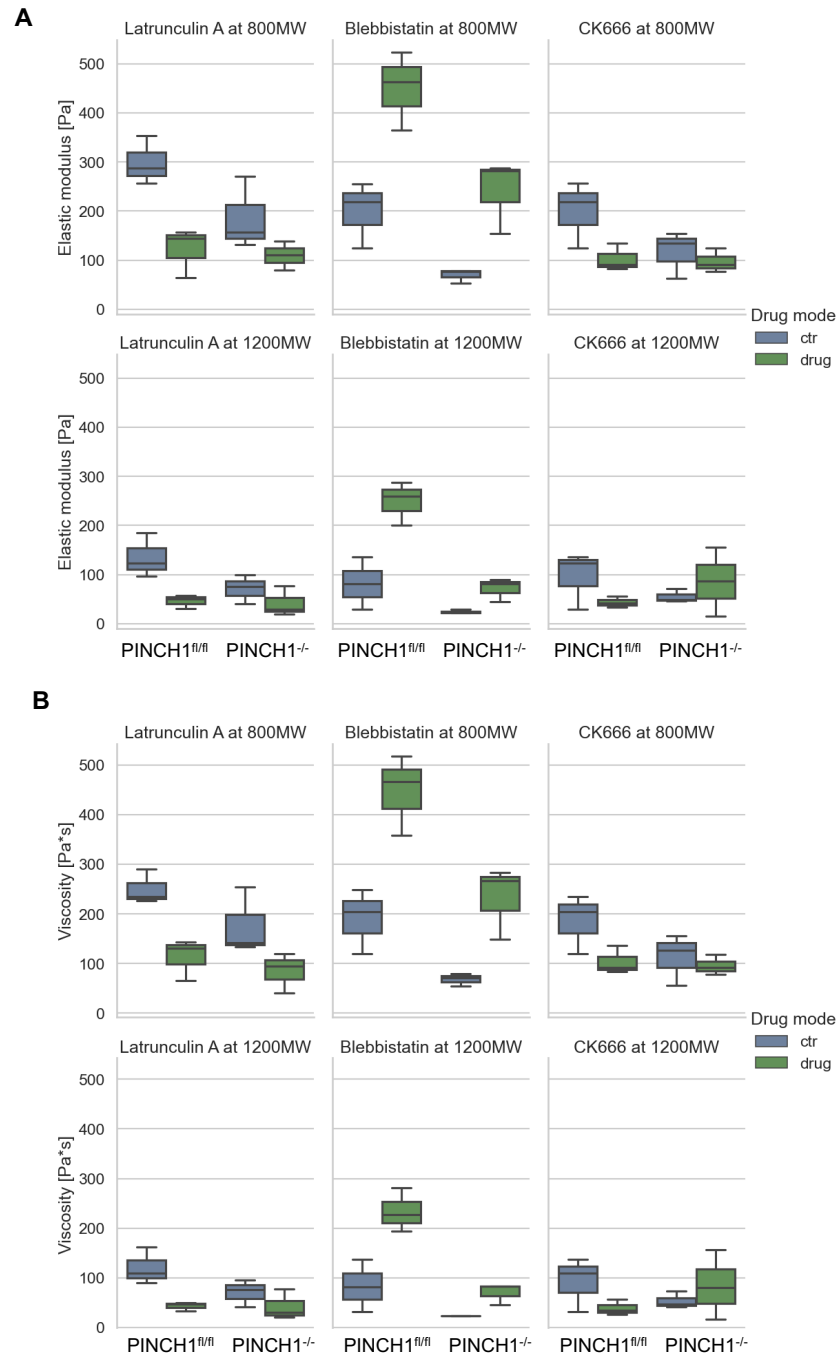 A
Latrunculin A at 800MW Blebbistatin at 800MW CK666 at 800MW
Elastic modulus [Pa]
500
400
300
200
100
0
Drug mode
ctr
drug
Latrunculin A at 1200MW Blebbistatin at 1200MW CK666 at 1200MW
Elastic modulus [Pa]
500
400
300
200
100
0
PINCH1fl/fl PINCH1-/- PINCH1fl/fl PINCH1-/- PINCH1fl/fl PINCH1-/-
B
Latrunculin A at 800MW Blebbistatin at 800MW CK666 at 800MW
Viscosity [Pa*s]
500
400
300
200
100
0
Drug mode
ctr
drug
Latrunculin A at 1200MW Blebbistatin at 1200MW CK666 at 1200MW
Viscosity [Pa*s]
500
400
300
200
100
0
PINCH1fl/fl PINCH1-/- PINCH1fl/fl PINCH1-/- PINCH1fl/fl PINCH1-/-